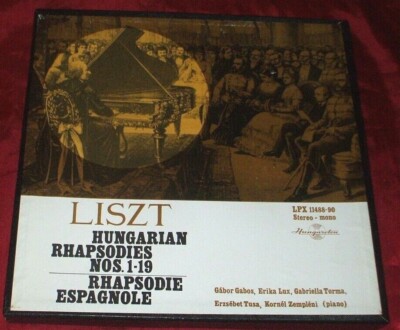 LISZT
HUNGARIAN
RHAPSODIES
NOS. 1-19
RHAPSODIE
ESPAGNOLE
LPX 11488-90
Stereo - mono
Hungaroton
Gábor Gabos, Erika Lux, Gabriella Torma,
Erzsébet Tusa, Kornél Zempléni (piano)